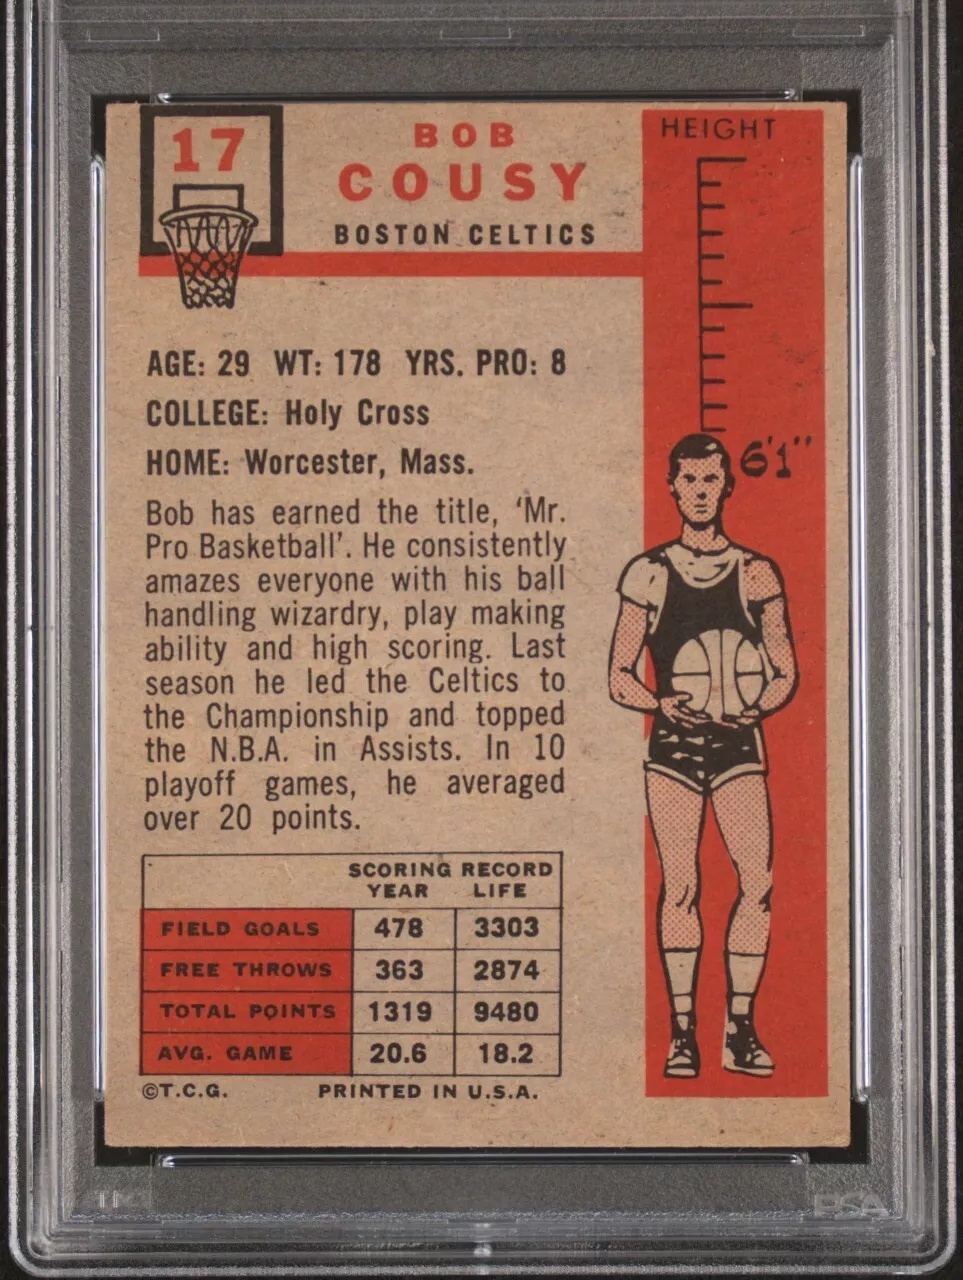 17
BOB
COUSY
BOSTON CELTICS
HEIGHT
6'1"
AGE: 29 WT: 178 YRS. PRO: 8
COLLEGE: Holy Cross
HOME: Worcester, Mass.
Bob has earned the title, 'Mr.
Pro Basketball'. He consistently
amazes everyone with his ball
handling wizardry, play making
ability and high scoring. Last
season he led the Celtics to
the Championship and topped
the N.B.A. in Assists. In 10
playoff games, he averaged
over 20 points.
SCORING RECORD
YEAR LIFE
FIELD GOALS 478 3303
FREE THROWS 363 2874
TOTAL POINTS 1319 9480
AVG. GAME 20.6 18.2
©T.C.G. PRINTED IN U.S.A.
PSA